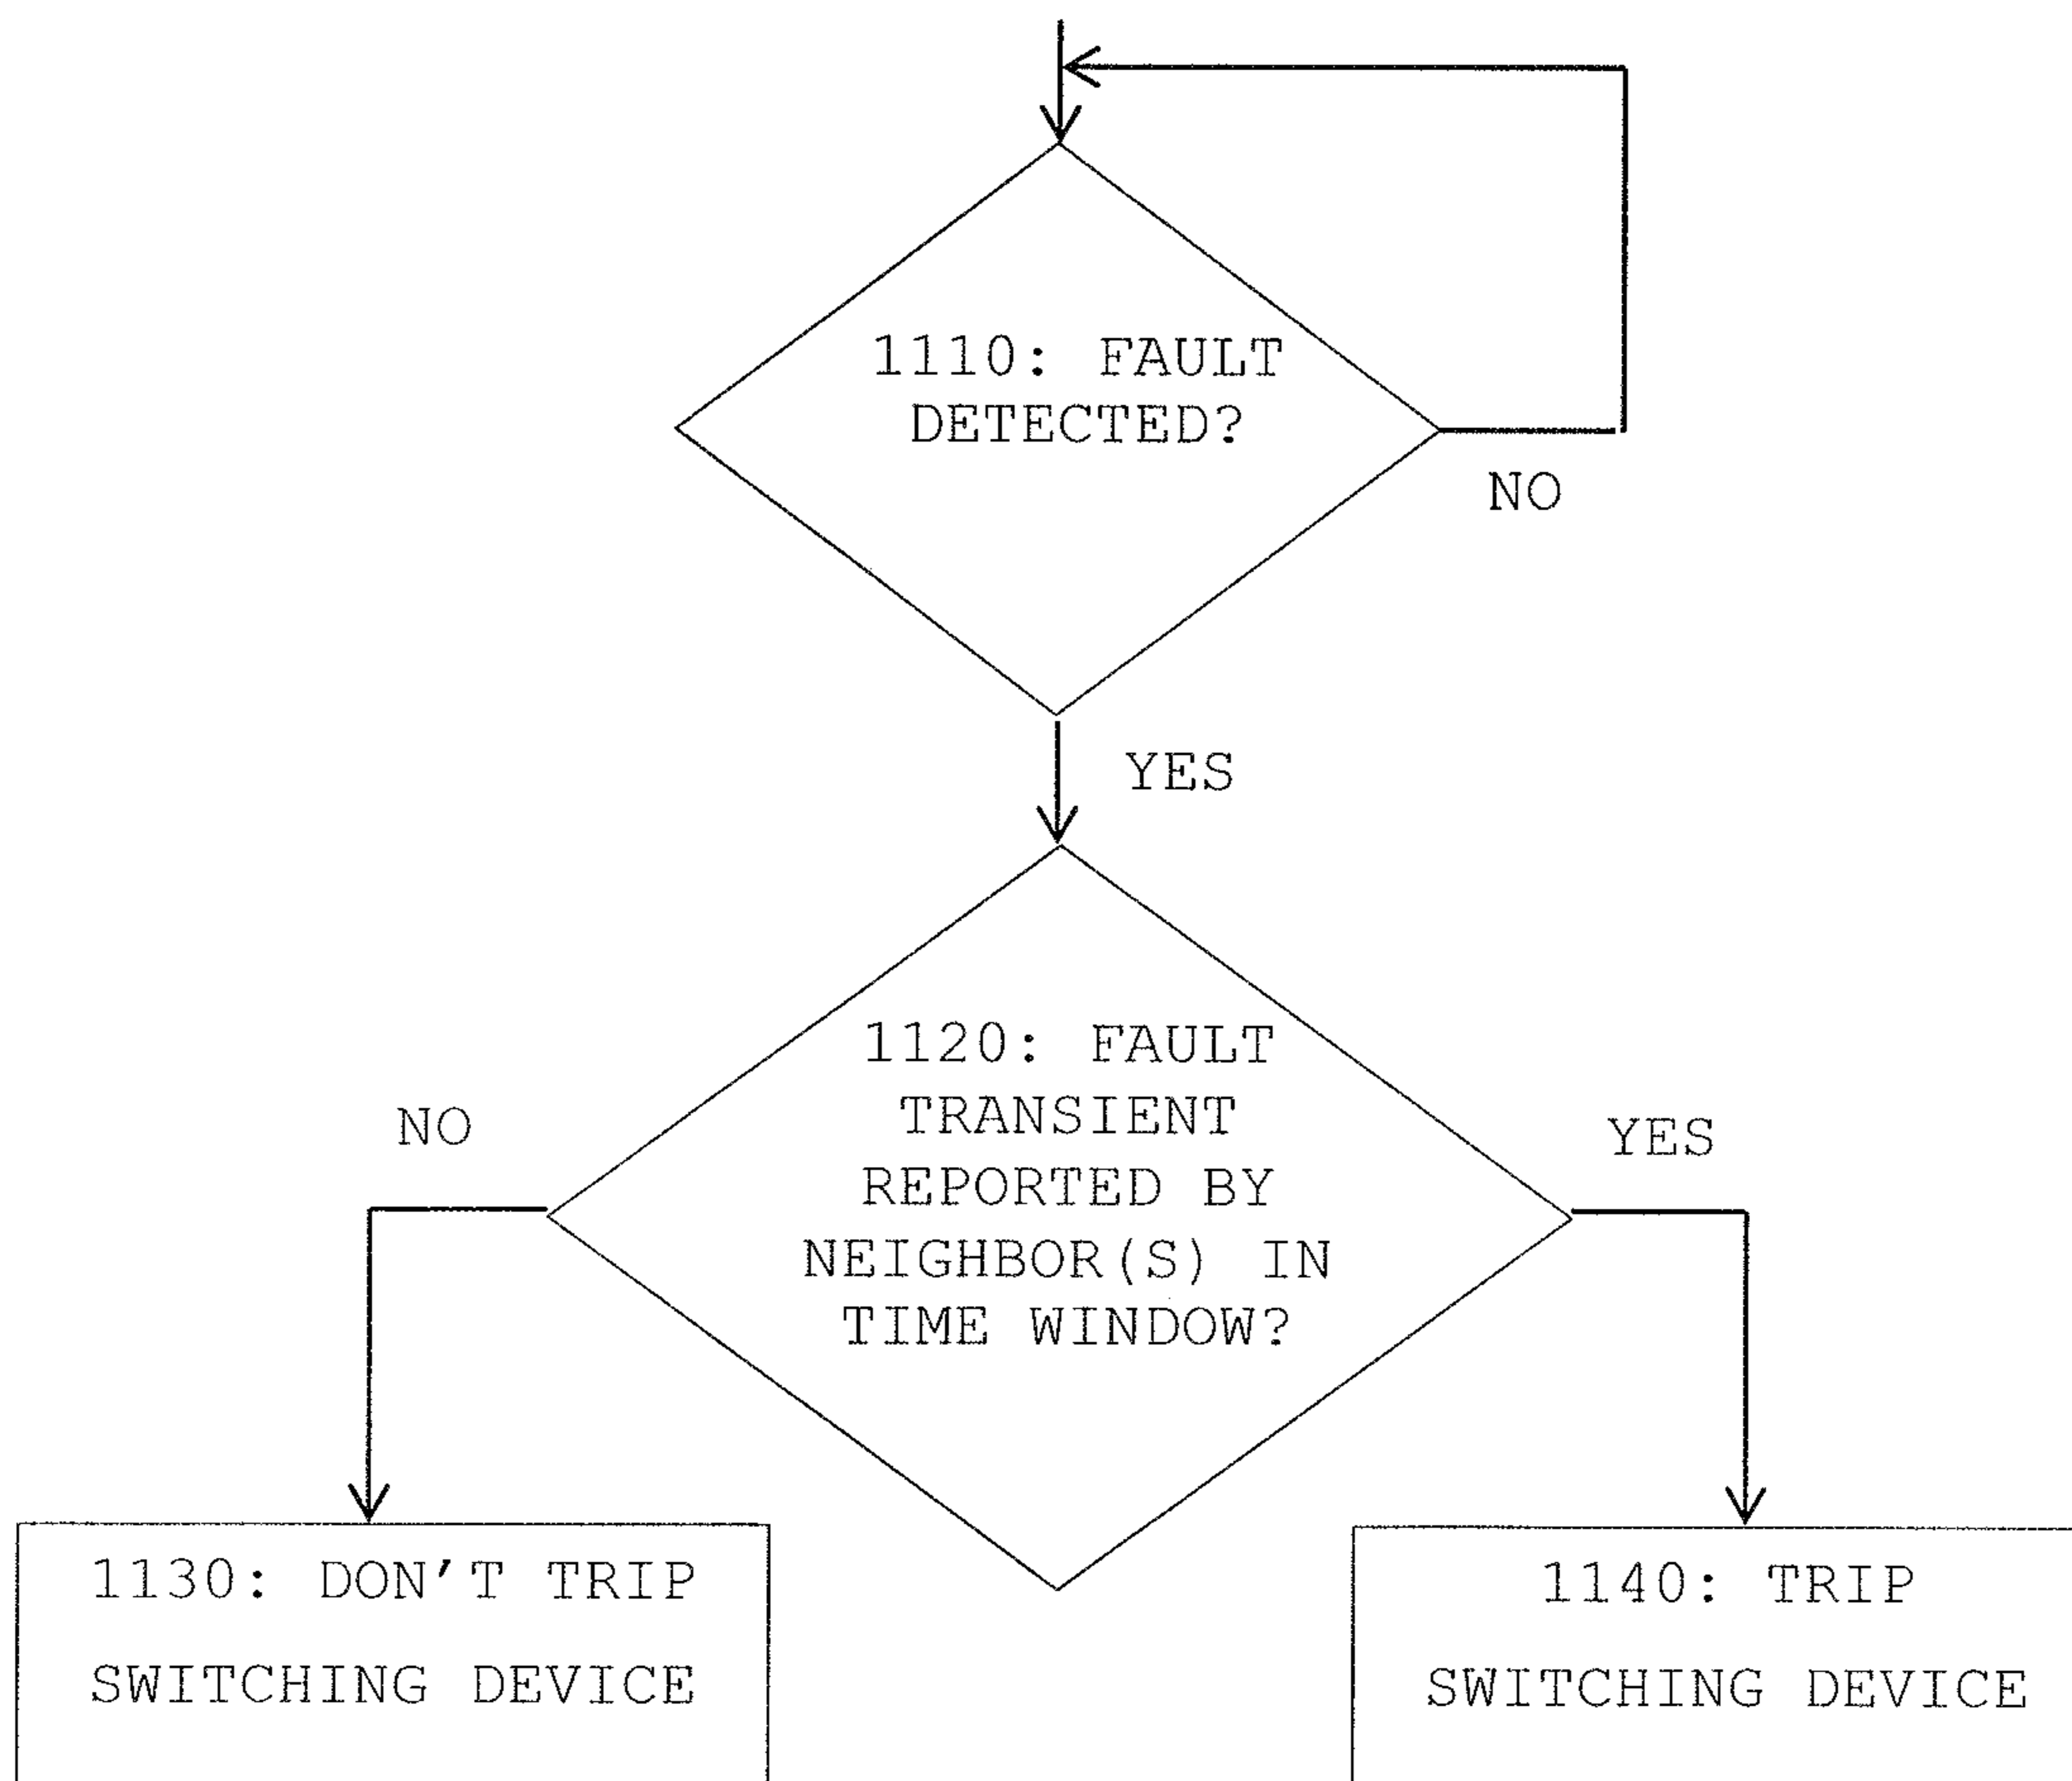 1110: FAULT
DETECTED?
NO
YES
1120: FAULT
TRANSIENT
REPORTED BY
NEIGHBOR(S) IN
TIME WINDOW?
NO
YES
1130: DON'T TRIP
SWITCHING DEVICE
1140: TRIP
SWITCHING DEVICE